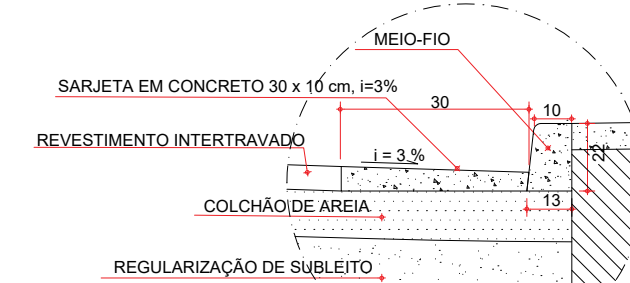 MEIO-FIO
SARJETA EM CONCRETO 30 x 10 cm, i=3%
30
10
REVESTIMENTO INTERTRAVADO
i = 3 %
22
COLCHÃO DE AREIA
13
REGULARIZAÇÃO DE SUBLEITO